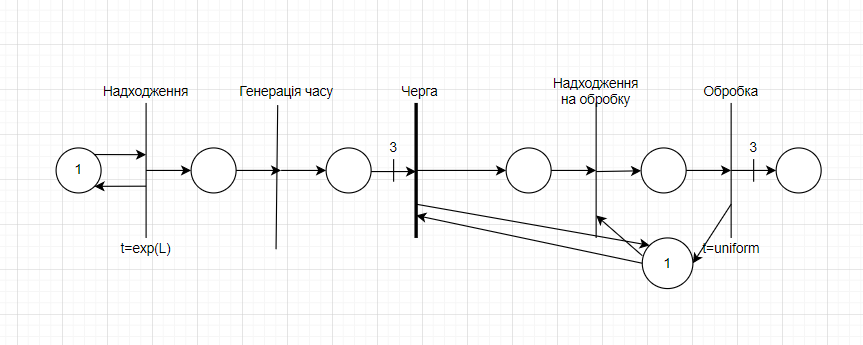 Надходження
Генерація часу
Черга
Надходження
на обробку
Обробка
3
3
1
t=exp(L)
t=uniform
1